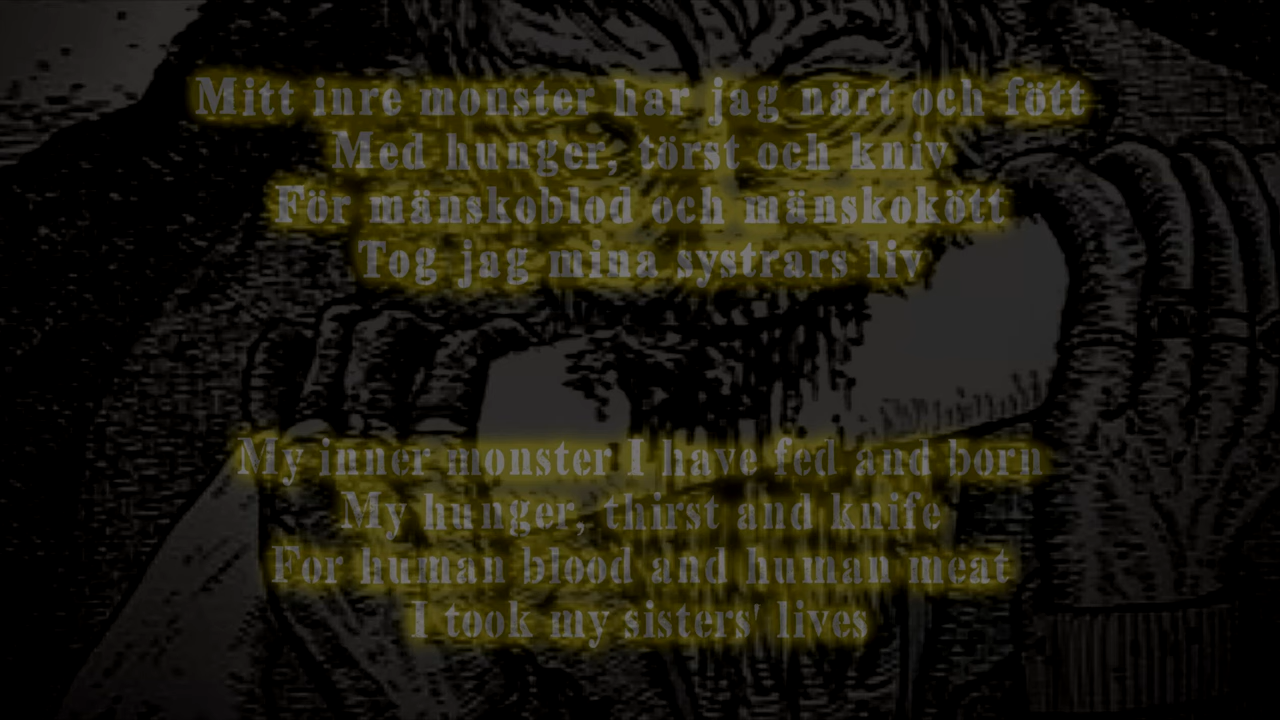 Mitt inre monster har jag närt och fött
Med hunger, törst och kniv
För mänskoblod och mänskokött
Tog jag mina systrars liv
My inner monster I have fed and born
My hunger, thirst and knife
For human blood and human meat
I took my sisters' lives